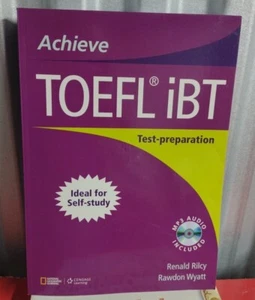 Achieve
TOEFL® iBT
Test-preparation
Ideal for
Self-study
MP3 AUDIO
INCLUDED
Renald Rilcy
Rawdon Wyatt